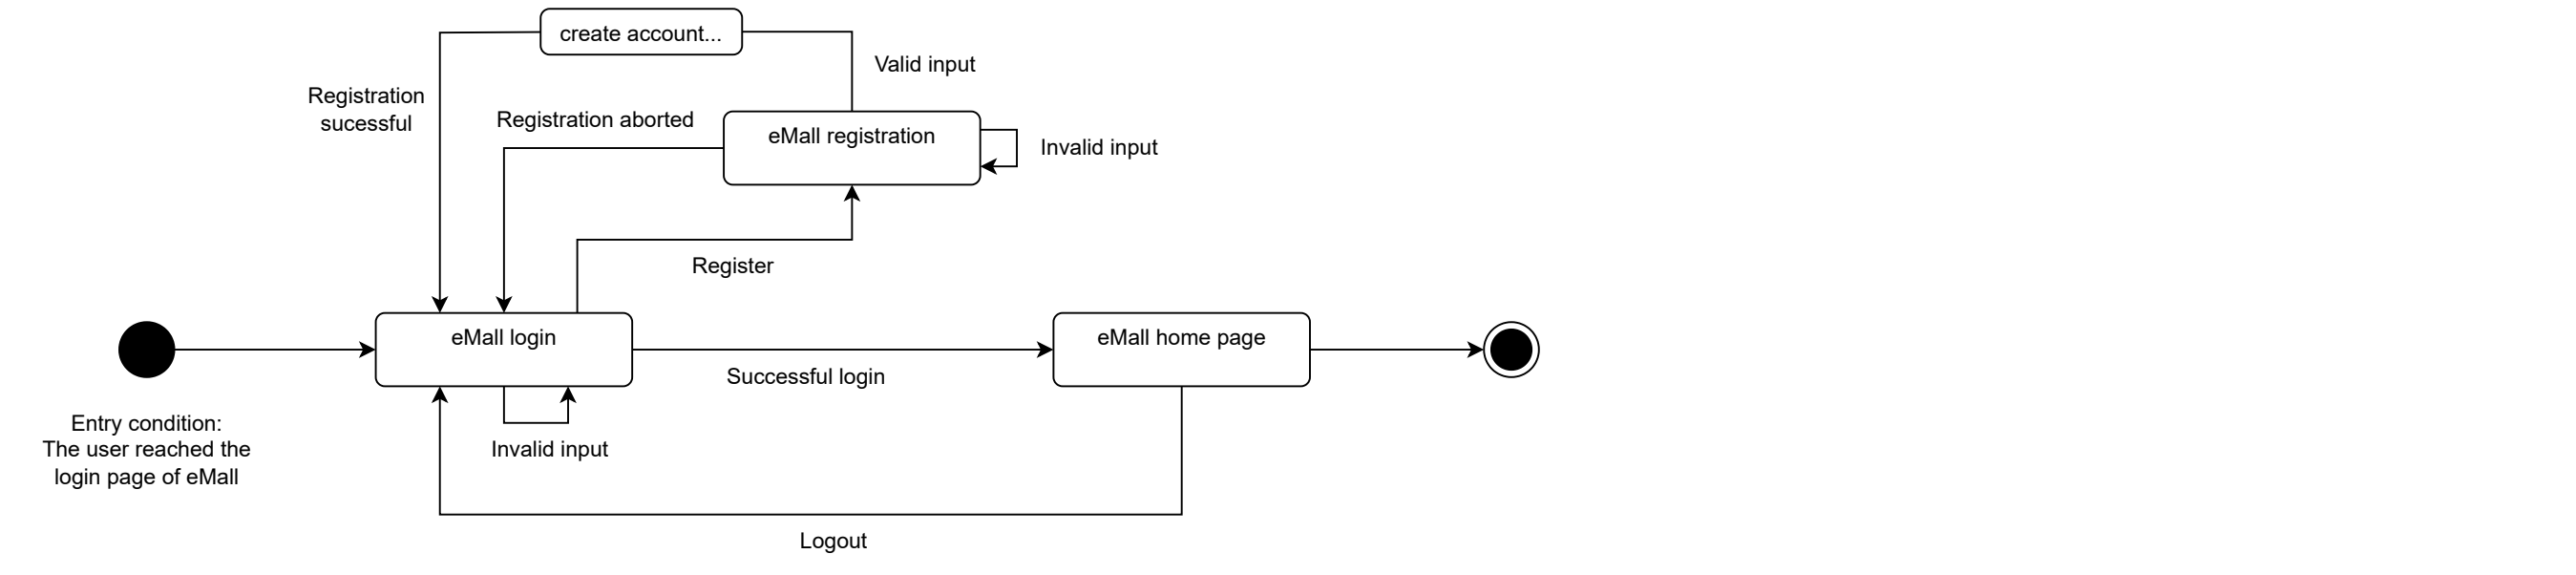 create account...
Valid input
Registration
sucessful
Registration aborted
eMall registration
Invalid input
Register
eMall login
eMall home page
Successful login
Entry condition:
The user reached the
login page of eMall
Invalid input
Logout